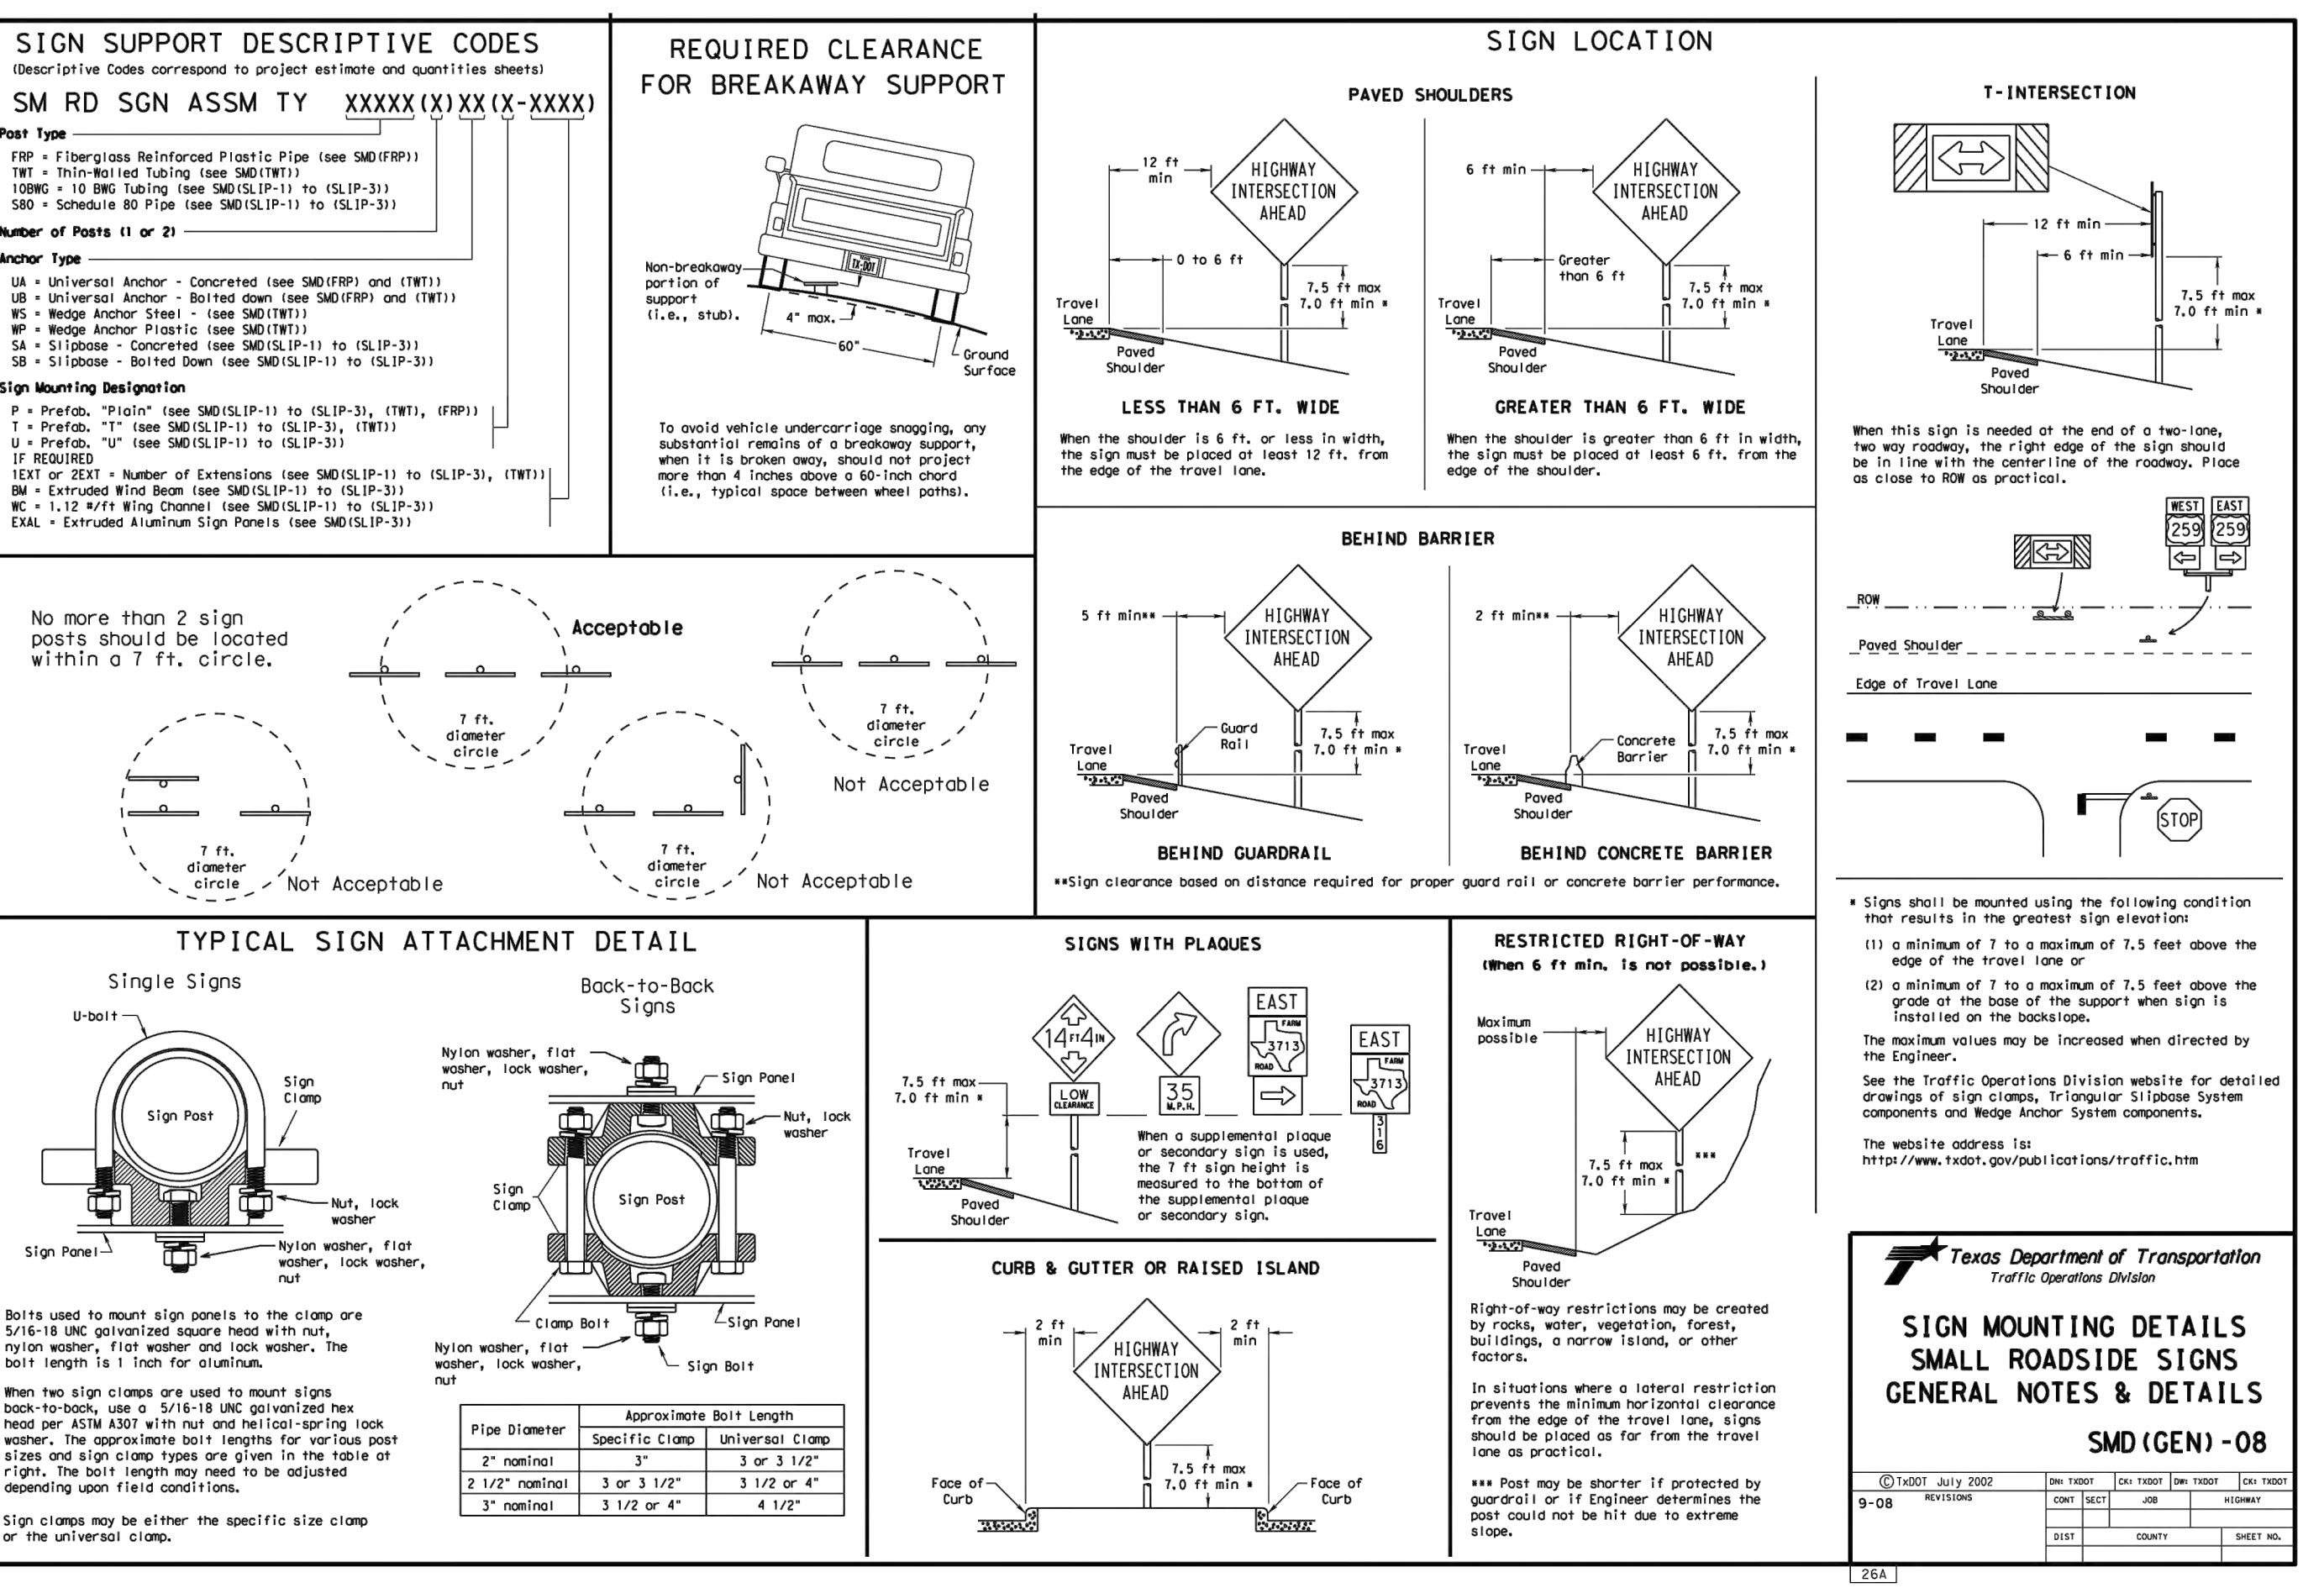 SIGN SUPPORT DESCRIPTIVE CODES
(Descriptive Codes correspond to project estimate and quantities sheets)
SM RD SGN ASSM TY XXXXX(X)XX(X-XXXX)
Post Type
FRP = Fiberglass Reinforced Plastic Pipe (see SMD(FRP))
TWT = Thin-Walled Tubing (see SMD(TWT))
10BWG = 10 BWG Tubing (see SMD(SLIP-1) to (SLIP-3))
S80 = Schedule 80 Pipe (see SMD(SLIP-1) to (SLIP-3))
Number of Posts (1 or 2)
Anchor Type
UA = Universal Anchor - Concreted (see SMD(FRP) and (TWT))
UB = Universal Anchor - Bolted down (see SMD(FRP) and (TWT))
WS = Wedge Anchor Steel - (see SMD(TWT))
WP = Wedge Anchor Plastic (see SMD(TWT))
SA = Slipbase - Concreted (see SMD(SLIP-1) to (SLIP-3))
SB = Slipbase - Bolted Down (see SMD(SLIP-1) to (SLIP-3))
Sign Mounting Designation
P = Prefab. "Plain" (see SMD(SLIP-1) to (SLIP-3), (TWT), (FRP))
T = Prefab. "T" (see SMD(SLIP-1) to (SLIP-3), (TWT))
U = Prefab. "U" (see SMD(SLIP-1) to (SLIP-3))
IF REQUIRED
1EXT or 2EXT = Number of Extensions (see SMD(SLIP-1) to (SLIP-3), (TWT))
BM = Extruded Wind Beam (see SMD(SLIP-1) to (SLIP-3))
WC = 1.12 #/ft Wing Channel (see SMD(SLIP-1) to (SLIP-3))
EXAL = Extruded Aluminum Sign Panels (see SMD(SLIP-3))
REQUIRED CLEARANCE
FOR BREAKAWAY SUPPORT
TX-DOT
Non-breakaway
portion of
support
(i.e., stub).
4" max.
60"
Ground
Surface
To avoid vehicle undercarriage snagging, any
substantial remains of a breakaway support,
when it is broken away, should not project
more than 4 inches above a 60-inch chord
(i.e., typical space between wheel paths).
No more than 2 sign
posts should be located
within a 7 ft. circle.
Acceptable
7 ft.
diameter
circle
7 ft.
diameter
circle
Not Acceptable
7 ft.
diameter
circle
Not Acceptable
7 ft.
diameter
circle
Not Acceptable
SIGN LOCATION
PAVED SHOULDERS
12 ft
min
HIGHWAY
INTERSECTION
AHEAD
0 to 6 ft
7.5 ft max
7.0 ft min *
Travel
Lane
Paved
Shoulder
LESS THAN 6 FT. WIDE
When the shoulder is 6 ft. or less in width,
the sign must be placed at least 12 ft. from
the edge of the travel lane.
6 ft min
HIGHWAY
INTERSECTION
AHEAD
Greater
than 6 ft
7.5 ft max
7.0 ft min *
Travel
Lane
Paved
Shoulder
GREATER THAN 6 FT. WIDE
When the shoulder is greater than 6 ft in width,
the sign must be placed at least 6 ft. from the
edge of the shoulder.
BEHIND BARRIER
5 ft min**
HIGHWAY
INTERSECTION
AHEAD
Guard
Rail
7.5 ft max
7.0 ft min *
Travel
Lane
Paved
Shoulder
BEHIND GUARDRAIL
2 ft min**
HIGHWAY
INTERSECTION
AHEAD
Concrete
Barrier
7.5 ft max
7.0 ft min *
Travel
Lane
Paved
Shoulder
BEHIND CONCRETE BARRIER
**Sign clearance based on distance required for proper guard rail or concrete barrier performance.
T-INTERSECTION
12 ft min
6 ft min
7.5 ft max
7.0 ft min *
Travel
Lane
Paved
Shoulder
When this sign is needed at the end of a two-lane,
two way roadway, the right edge of the sign should
be in line with the centerline of the roadway. Place
as close to ROW as practical.
WEST EAST
259 259
ROW
Paved Shoulder
Edge of Travel Lane
STOP
* Signs shall be mounted using the following condition
that results in the greatest sign elevation:
(1) a minimum of 7 to a maximum of 7.5 feet above the
edge of the travel lane or
(2) a minimum of 7 to a maximum of 7.5 feet above the
grade at the base of the support when sign is
installed on the backslope.
The maximum values may be increased when directed by
the Engineer.
See the Traffic Operations Division website for detailed
drawings of sign clamps, Triangular Slipbase System
components and Wedge Anchor System components.
The website address is:
http://www.txdot.gov/publications/traffic.htm
TYPICAL SIGN ATTACHMENT DETAIL
Single Signs
U-bolt
Sign
Clamp
Sign Post
Nut, lock
washer
Sign Panel
Nylon washer, flat
washer, lock washer,
nut
Bolts used to mount sign panels to the clamp are
5/16-18 UNC galvanized square head with nut,
nylon washer, flat washer and lock washer. The
bolt length is 1 inch for aluminum.
When two sign clamps are used to mount signs
back-to-back, use a 5/16-18 UNC galvanized hex
head per ASTM A307 with nut and helical-spring lock
washer. The approximate bolt lengths for various post
sizes and sign clamp types are given in the table at
right. The bolt length may need to be adjusted
depending upon field conditions.
Sign clamps may be either the specific size clamp
or the universal clamp.
Back-to-Back
Signs
Nylon washer, flat
washer, lock washer,
nut
Sign Panel
Nut, lock
washer
Sign
Clamp
Sign Post
Clamp Bolt
Sign Panel
Nylon washer, flat
washer, lock washer,
nut
Sign Bolt
Pipe Diameter Approximate Bolt Length
Specific Clamp Universal Clamp
2" nominal 3" 3 or 3 1/2"
2 1/2" nominal 3 or 3 1/2" 3 1/2 or 4"
3" nominal 3 1/2 or 4" 4 1/2"
SIGNS WITH PLAQUES
14 FT 4 IN
LOW
CLEARANCE
35
M.P.H.
EAST
FARM
3713
ROAD
EAST
FARM
3713
ROAD
3
1
6
7.5 ft max
7.0 ft min *
Travel
Lane
Paved
Shoulder
When a supplemental plaque
or secondary sign is used,
the 7 ft sign height is
measured to the bottom of
the supplemental plaque
or secondary sign.
CURB & GUTTER OR RAISED ISLAND
2 ft
min
2 ft
min
HIGHWAY
INTERSECTION
AHEAD
7.5 ft max
7.0 ft min *
Face of
Curb
Face of
Curb
RESTRICTED RIGHT-OF-WAY
(When 6 ft min. is not possible.)
Maximum
possible
HIGHWAY
INTERSECTION
AHEAD
7.5 ft max
7.0 ft min *
***
Travel
Lane
Paved
Shoulder
Right-of-way restrictions may be created
by rocks, water, vegetation, forest,
buildings, a narrow island, or other
factors.
In situations where a lateral restriction
prevents the minimum horizontal clearance
from the edge of the travel lane, signs
should be placed as far from the travel
lane as practical.
*** Post may be shorter if protected by
guardrail or if Engineer determines the
post could not be hit due to extreme
slope.
Texas Department of Transportation
Traffic Operations Division
SIGN MOUNTING DETAILS
SMALL ROADSIDE SIGNS
GENERAL NOTES & DETAILS
SMD(GEN)-08
©TxDOT July 2002 DN: TXDOT CK: TXDOT DW: TXDOT CK: TXDOT
9-08 REVISIONS CONT SECT JOB HIGHWAY
DIST COUNTY SHEET NO.
26A